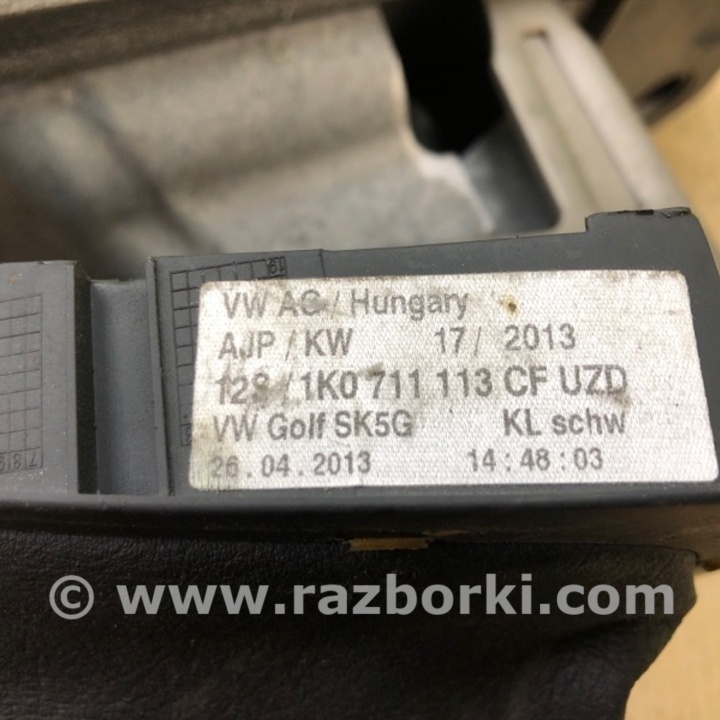 VW AG / Hungary
AJP / KW 17 / 2013
12S / 1K0 711 113 CF UZD
VW Golf SK5G KL schw
26.04.2013 14:48:03
© www.razborki.com